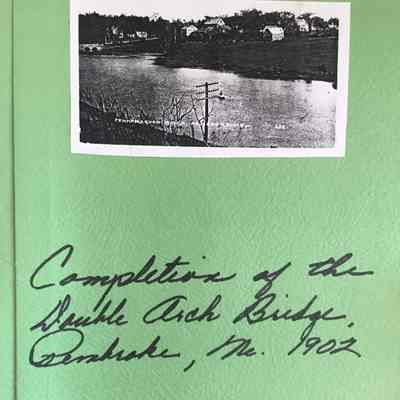 Completion of the
Double Arch Bridge,
Pembroke, Me. 1902